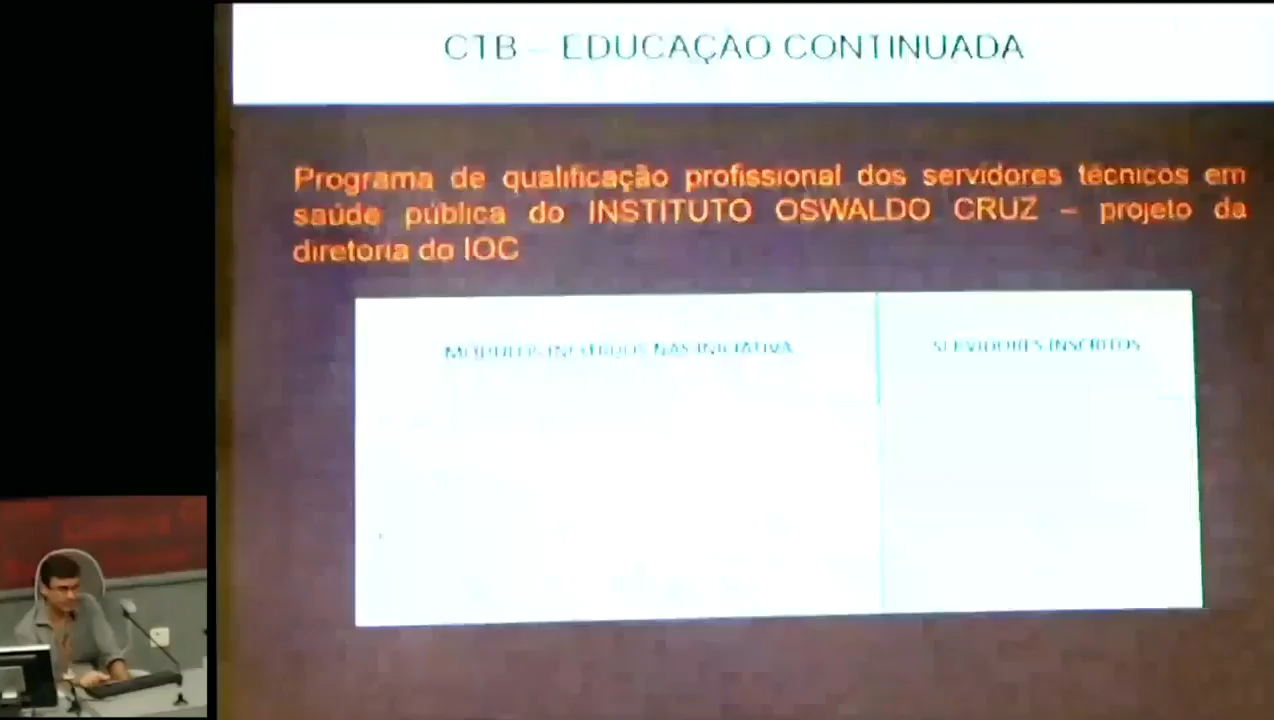 CTB – EDUCAÇÃO CONTINUADA
Programa de qualificação profissional dos servidores técnicos em
saúde pública do INSTITUTO OSWALDO CRUZ – projeto da
diretoria do IOC
SERVIDORES INSCRITOS